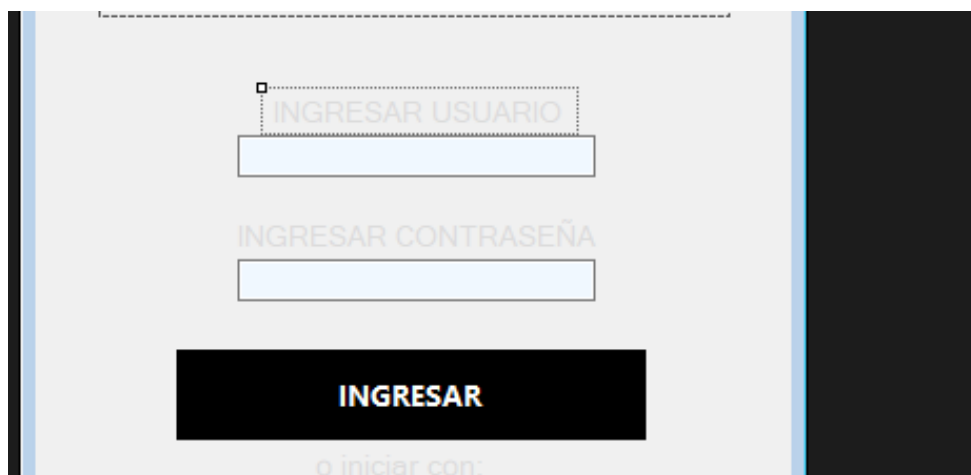 INGRESAR USUARIO
INGRESAR CONTRASEÑA
INGRESAR
o iniciar con: